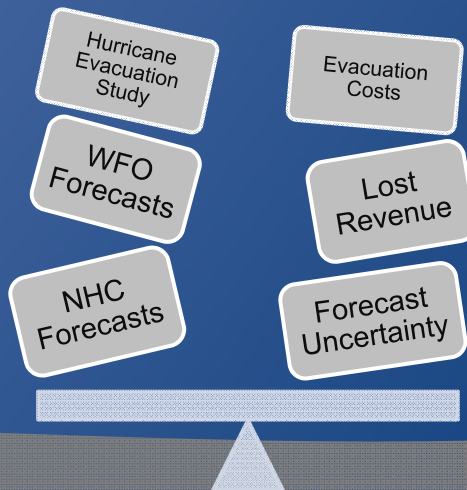 Hurricane
Evacuation
Study
Evacuation
Costs
WFO
Forecasts
Lost
Revenue
NHC
Forecasts
Forecast
Uncertainty